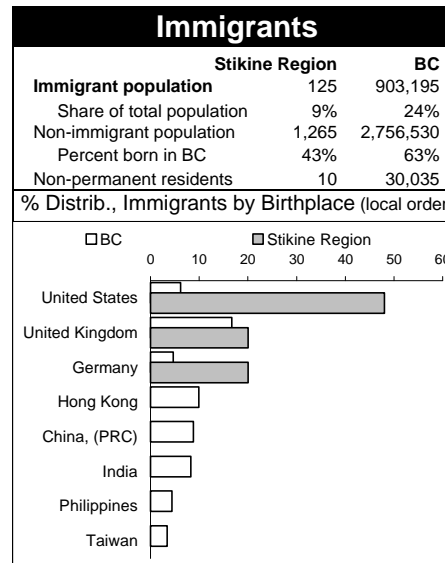 Immigrants
Stikine Region BC
Immigrant population 125 903,195
Share of total population 9% 24%
Non-immigrant population 1,265 2,756,530
Percent born in BC 43% 63%
Non-permanent residents 10 30,035
% Distrib., Immigrants by Birthplace (local order
BC Stikine Region
0 10 20 30 40 50 60
United States
United Kingdom
Germany
Hong Kong
China, (PRC)
India
Philippines
Taiwan